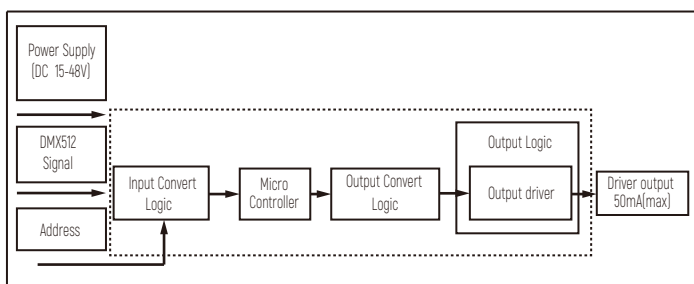 Power Supply
(DC 15-48V)
DMX512
Signal
Address
Input Convert
Logic
Micro
Controller
Output Convert
Logic
Output Logic
Output driver
Driver output
50mA(max)